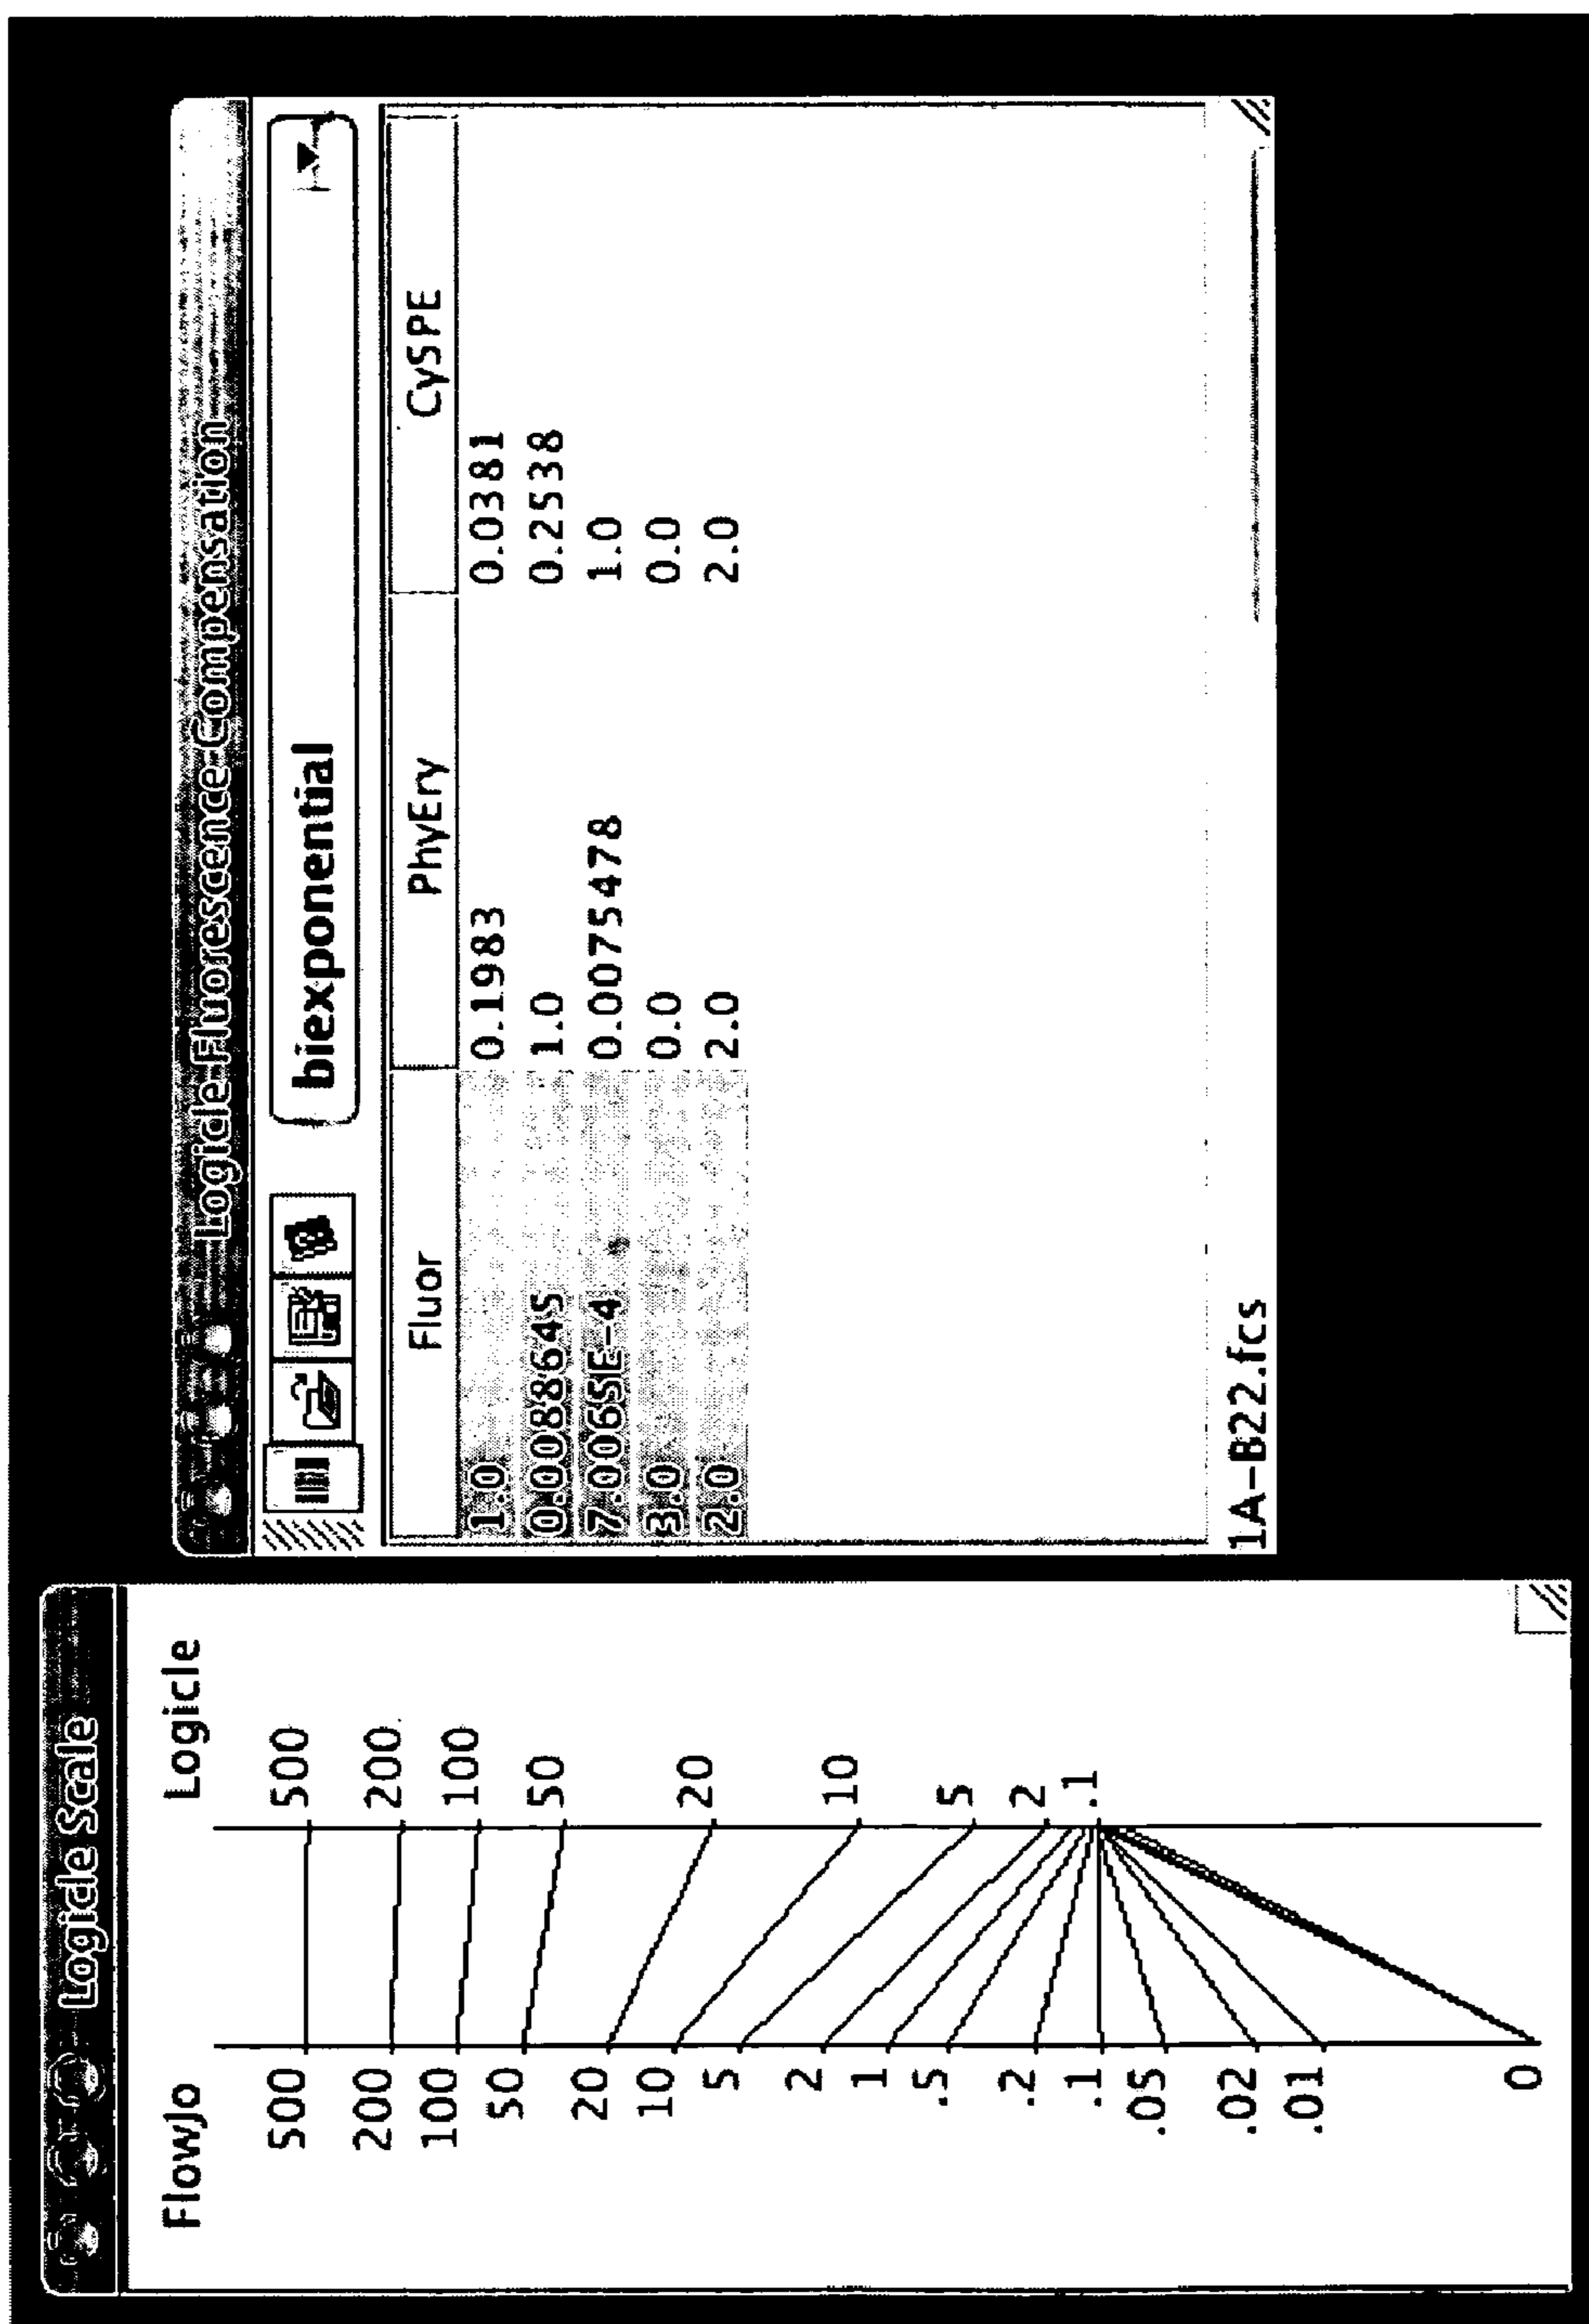 Logicle Scale
FlowJo Logicle
500 500
200 200
100 100
50 50
20 20
10 10
5 5
2 2
1 .1
.5
.2
.1
.05
.02
.01
0
Logicle Fluorescence Compensation
biexponential
Fluor PhyEry Cy5PE
1.0 0.1983 0.0381
0.0088645 1.0 0.2538
7.0065E-4 0.0075478 1.0
3.0 0.0 0.0
2.0 2.0 2.0
1A-B22.fcs